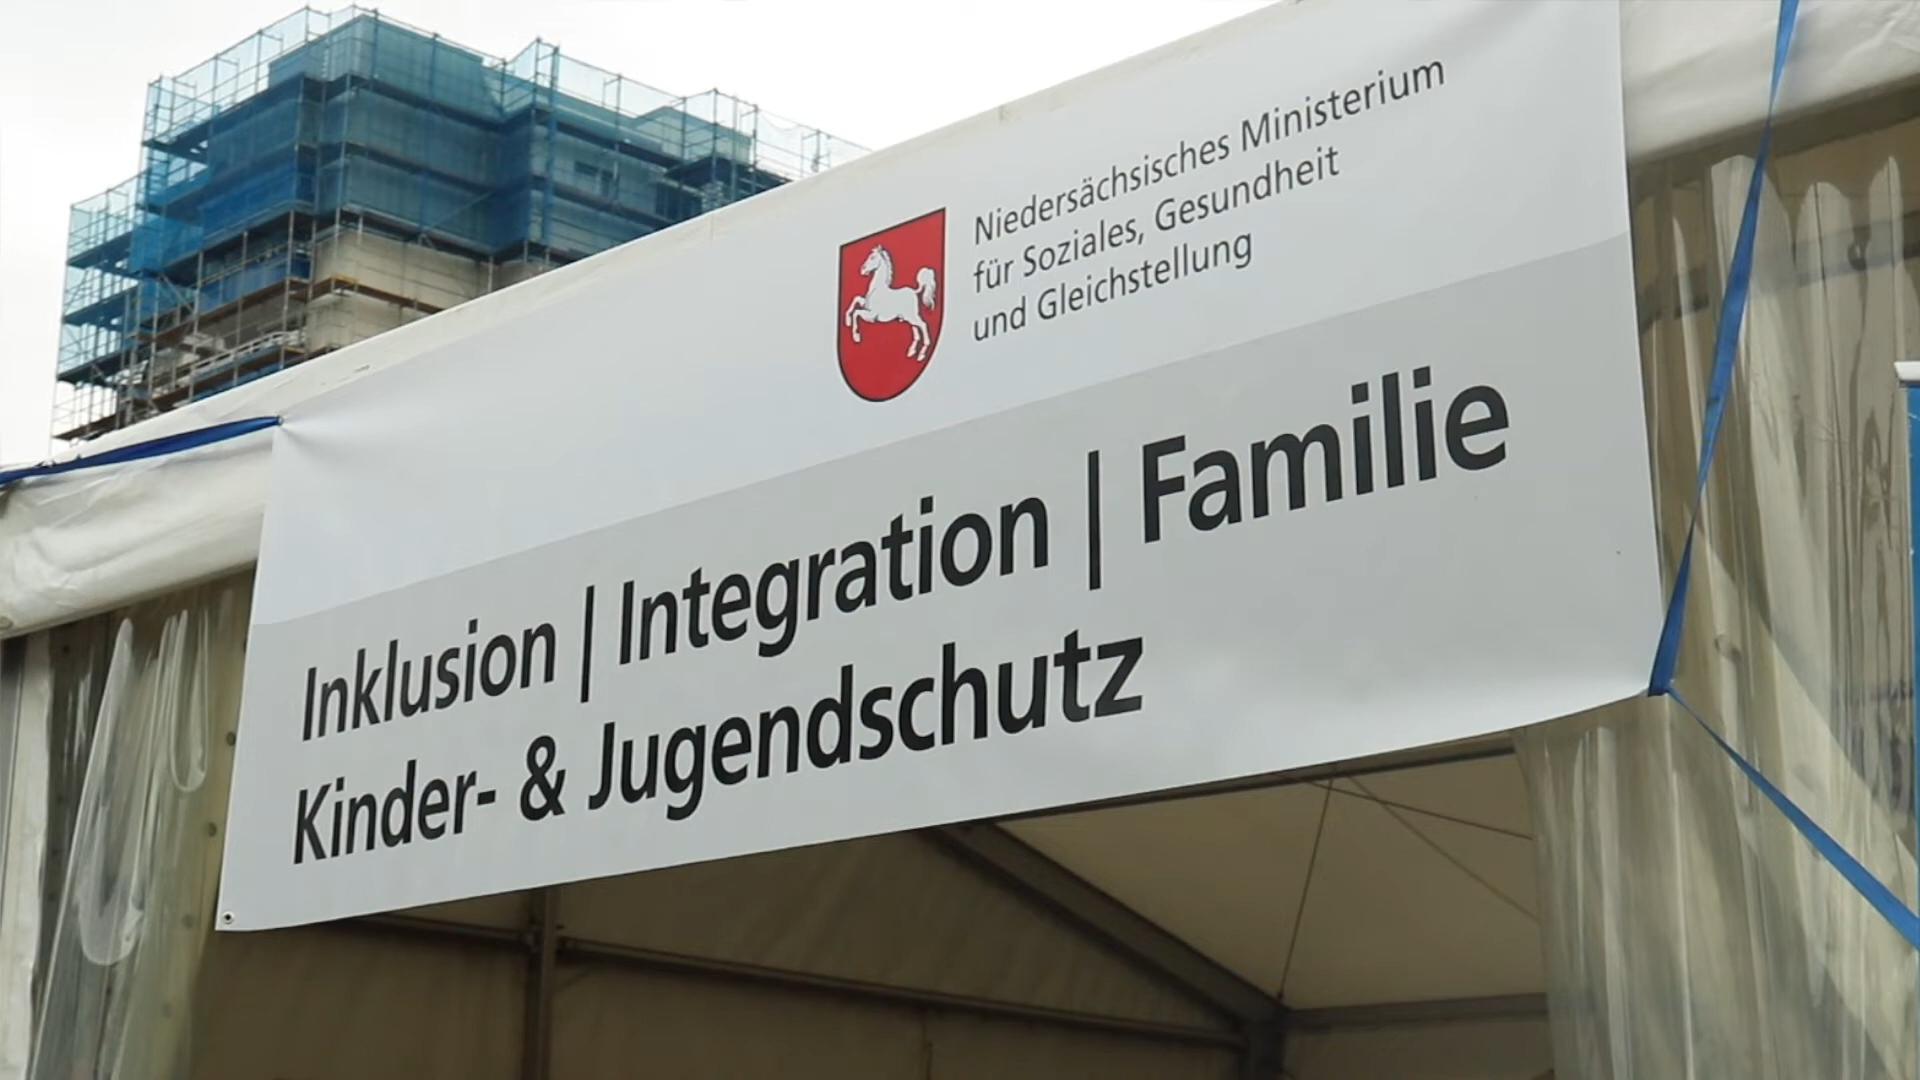 Niedersächsisches Ministerium
für Soziales, Gesundheit
und Gleichstellung
Inklusion | Integration | Familie
Kinder- & Jugendschutz